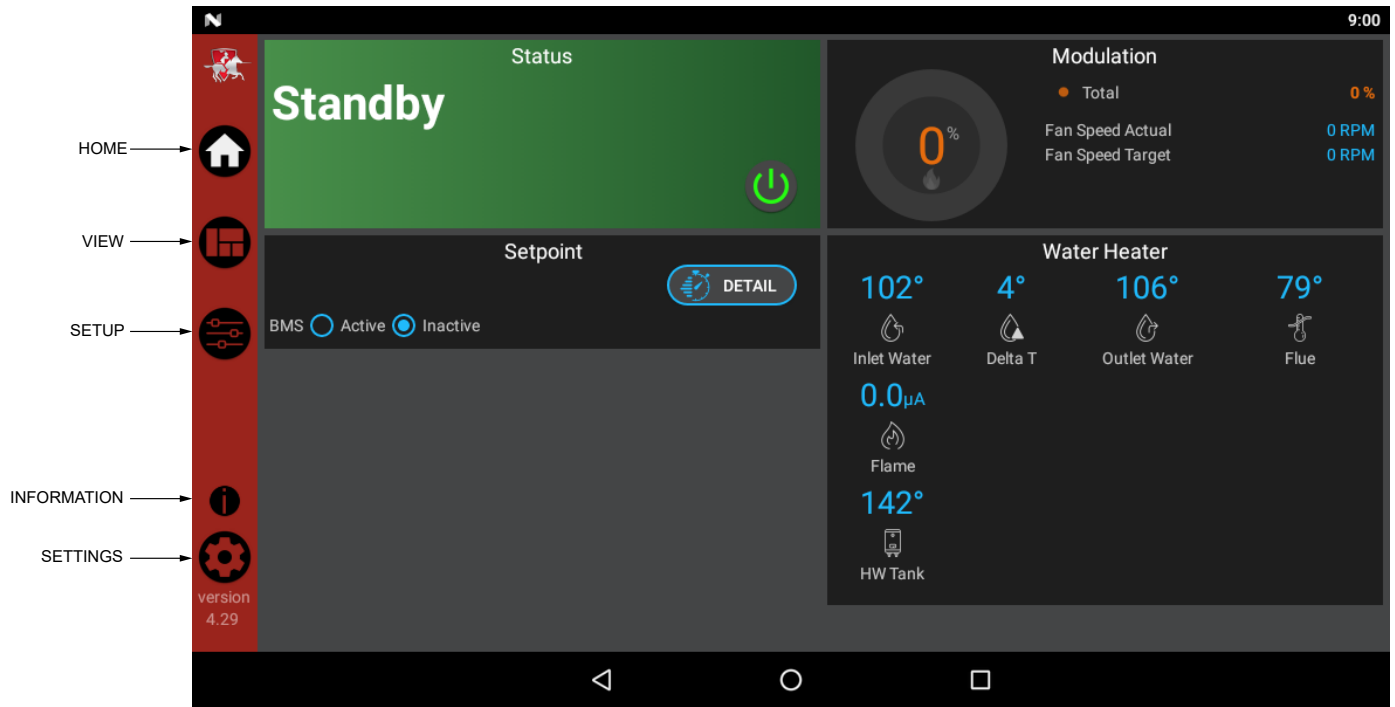 9:00
HOME
VIEW
SETUP
INFORMATION
SETTINGS
version
4.29
Status
Standby
Setpoint
DETAIL
BMS Active Inactive
Modulation
0%
Total 0 %
Fan Speed Actual 0 RPM
Fan Speed Target 0 RPM
Water Heater
102° 4° 106° 79°
Inlet Water Delta T Outlet Water Flue
0.0µA
Flame
142°
HW Tank